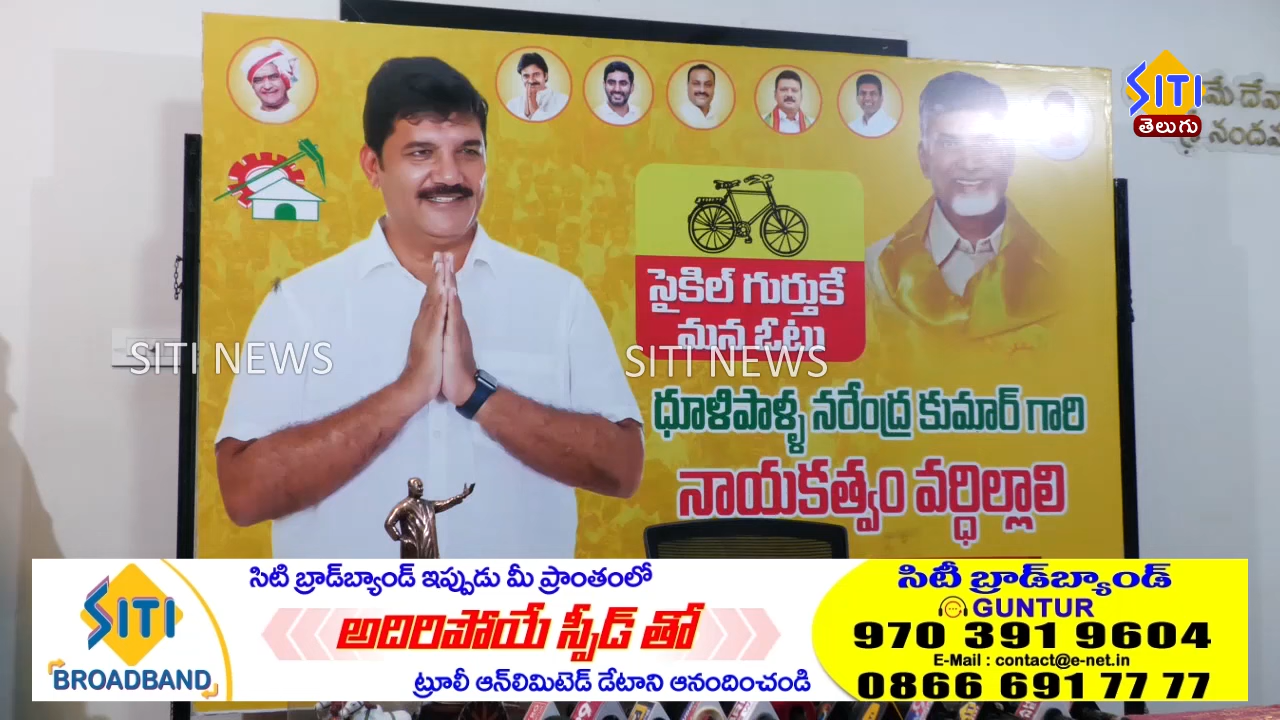 SITI
తెలుగు
సైకిల్ గుర్తుకే
మన ఓటు
SITI NEWS
SITI NEWS
ధూళిపాళ్ళ నరేంద్ర కుమార్ గారి
నాయకత్వం వర్ధిల్లాలి
SITI
BROADBAND
సిటి బ్రాడ్‌బ్యాండ్ ఇప్పుడు మీ ప్రాంతంలో
అదిరిపోయే స్పీడ్ తో
ట్రూలీ ఆన్‌లిమిటెడ్ డేటాని ఆనందించండి
సిటీ బ్రాడ్‌బ్యాండ్
GUNTUR
970 391 9604
E-Mail : contact@e-net.in
0866 691 77 77